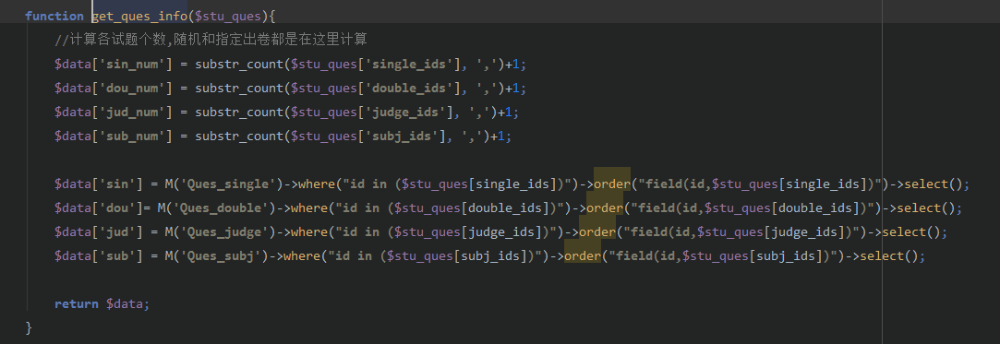 function get_ques_info($stu_ques){
//计算各试题个数,随机和指定出卷都是在这里计算
$data['sin_num'] = substr_count($stu_ques['single_ids'], ',')+1;
$data['dou_num'] = substr_count($stu_ques['double_ids'], ',')+1;
$data['jud_num'] = substr_count($stu_ques['judge_ids'], ',')+1;
$data['sub_num'] = substr_count($stu_ques['subj_ids'], ',')+1;
$data['sin'] = M('Ques_single')->where("id in ($stu_ques[single_ids])")->order("field(id,$stu_ques[single_ids])")->select();
$data['dou']= M('Ques_double')->where("id in ($stu_ques[double_ids])")->order("field(id,$stu_ques[double_ids])")->select();
$data['jud'] = M('Ques_judge')->where("id in ($stu_ques[judge_ids])")->order("field(id,$stu_ques[judge_ids])")->select();
$data['sub'] = M('Ques_subj')->where("id in ($stu_ques[subj_ids])")->order("field(id,$stu_ques[subj_ids])")->select();
return $data;
}